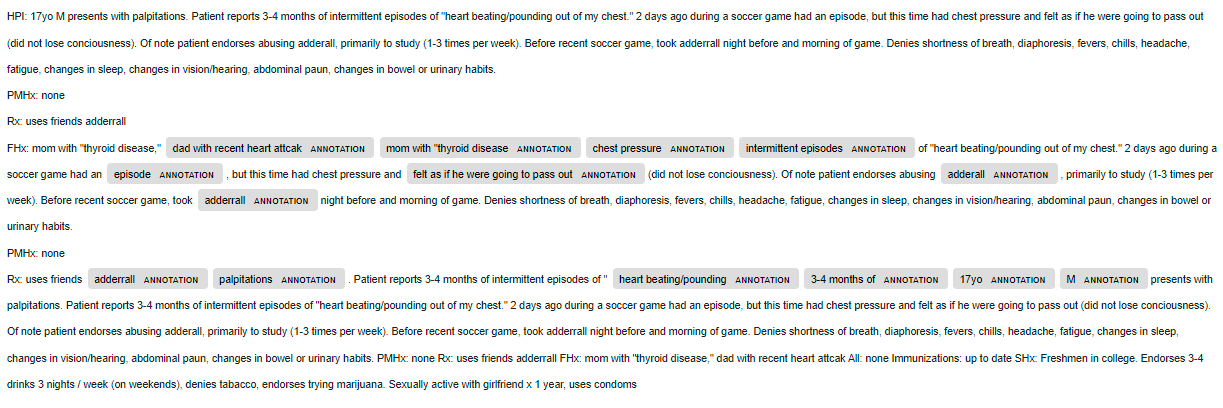 HPI: 17yo M presents with palpitations. Patient reports 3-4 months of intermittent episodes of "heart beating/pounding out of my chest." 2 days ago during a soccer game had an episode, but this time had chest pressure and felt as if he were going to pass out
(did not lose conciousness). Of note patient endorses abusing adderall, primarily to study (1-3 times per week). Before recent soccer game, took adderrall night before and morning of game. Denies shortness of breath, diaphoresis, fevers, chills, headache,
fatigue, changes in sleep, changes in vision/hearing, abdominal paun, changes in bowel or urinary habits.
PMHx: none
Rx: uses friends adderrall
FHx: mom with "thyroid disease," dad with recent heart attcak ANNOTATION mom with "thyroid disease ANNOTATION chest pressure ANNOTATION intermittent episodes ANNOTATION of "heart beating/pounding out of my chest." 2 days ago during a
soccer game had an episode ANNOTATION , but this time had chest pressure and felt as if he were going to pass out ANNOTATION (did not lose conciousness). Of note patient endorses abusing adderall ANNOTATION , primarily to study (1-3 times per
week). Before recent soccer game, took adderrall ANNOTATION night before and morning of game. Denies shortness of breath, diaphoresis, fevers, chills, headache, fatigue, changes in sleep, changes in vision/hearing, abdominal paun, changes in bowel or
urinary habits.
PMHx: none
Rx: uses friends adderrall ANNOTATION palpitations ANNOTATION . Patient reports 3-4 months of intermittent episodes of " heart beating/pounding ANNOTATION 3-4 months of ANNOTATION 17yo ANNOTATION M ANNOTATION presents with
palpitations. Patient reports 3-4 months of intermittent episodes of "heart beating/pounding out of my chest." 2 days ago during a soccer game had an episode, but this time had chest pressure and felt as if he were going to pass out (did not lose conciousness).
Of note patient endorses abusing adderall, primarily to study (1-3 times per week). Before recent soccer game, took adderrall night before and morning of game. Denies shortness of breath, diaphoresis, fevers, chills, headache, fatigue, changes in sleep,
changes in vision/hearing, abdominal paun, changes in bowel or urinary habits. PMHx: none Rx: uses friends adderrall FHx: mom with "thyroid disease," dad with recent heart attcak All: none Immunizations: up to date SHx: Freshmen in college. Endorses 3-4
drinks 3 nights / week (on weekends), denies tabacco, endorses trying marijuana. Sexually active with girlfriend x 1 year, uses condoms